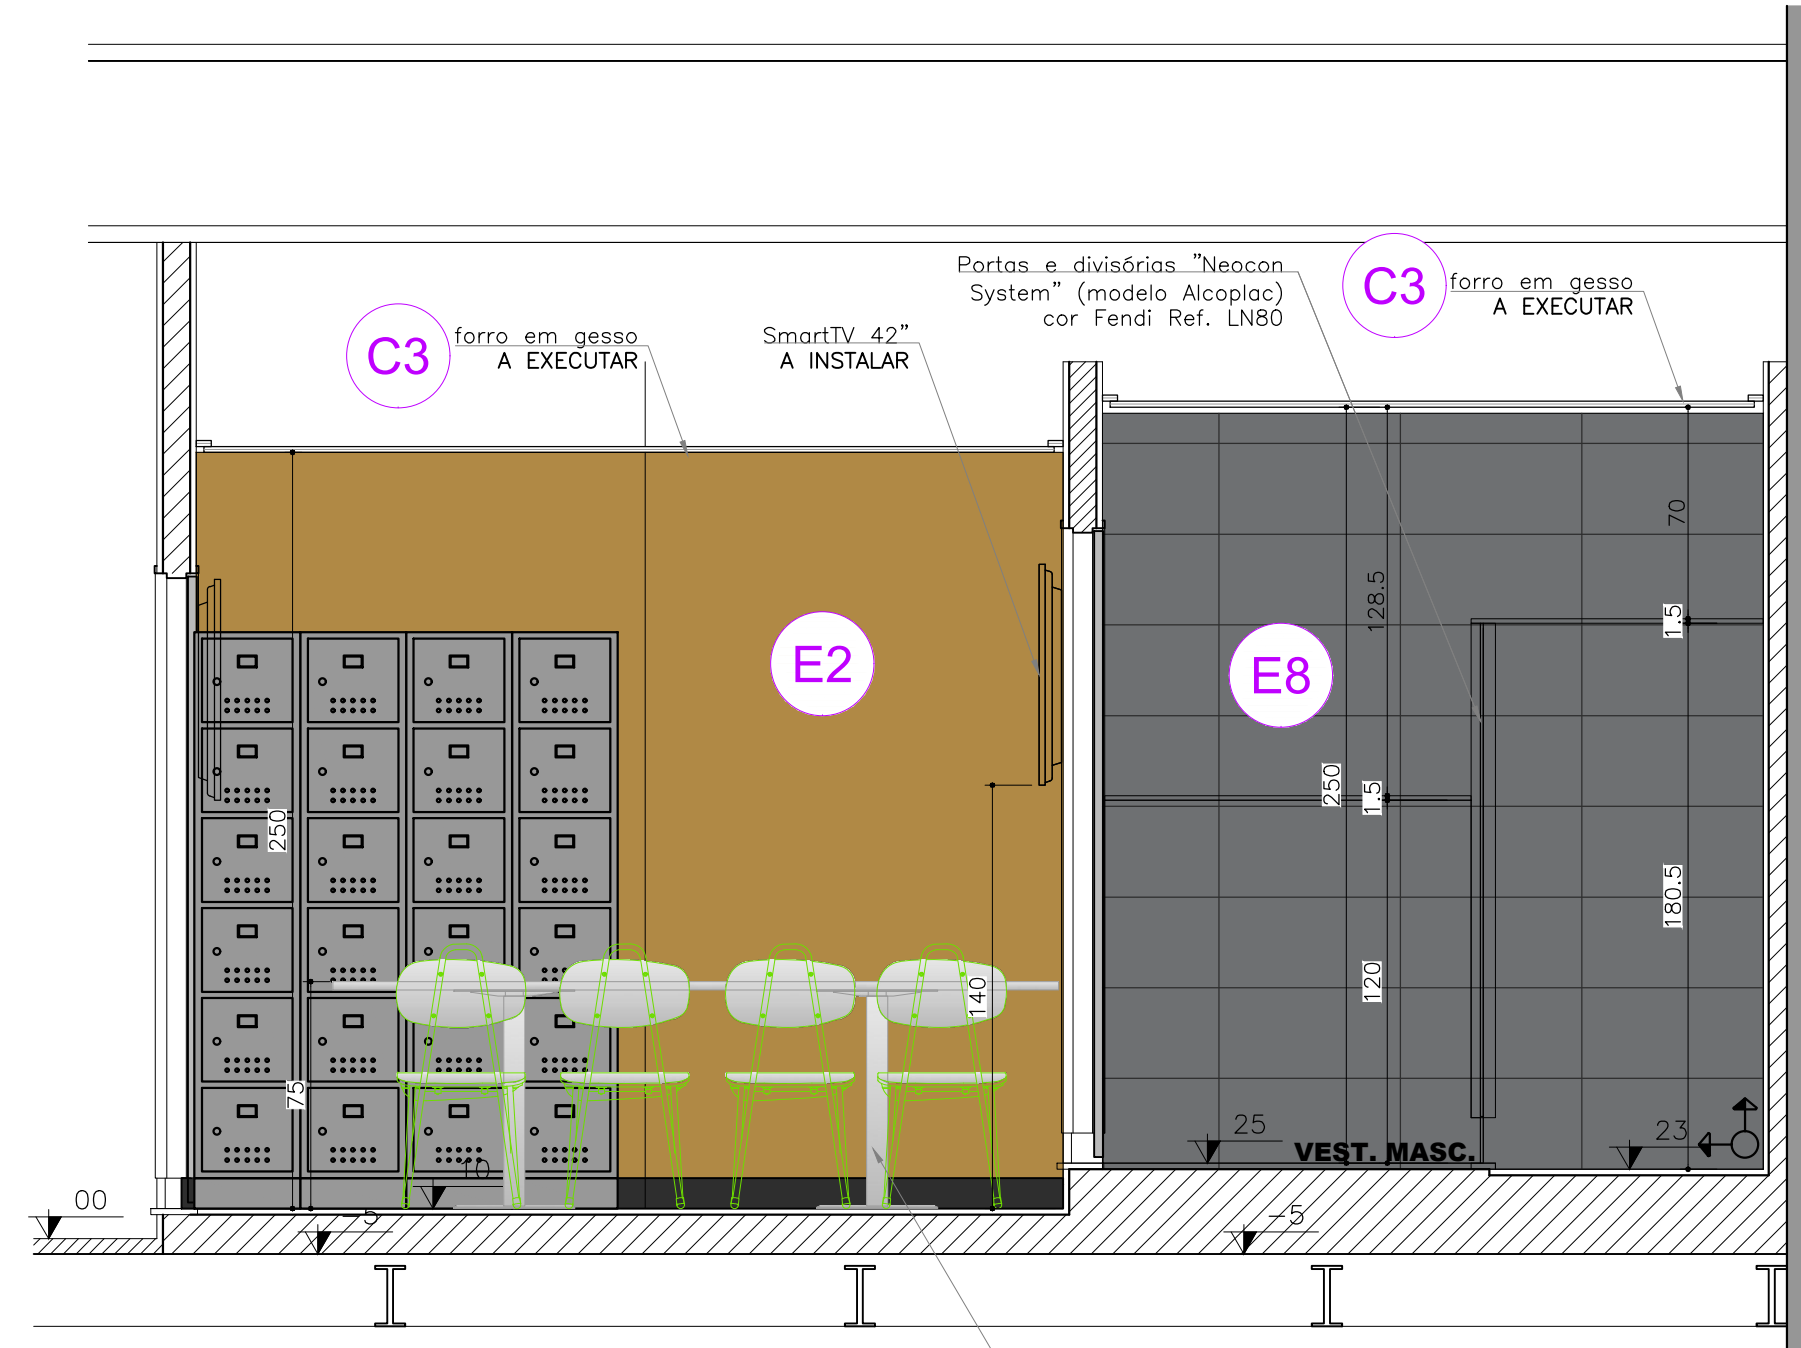 Portas e divisórias "Neocon
System" (modelo Alcoplac)
cor Fendi Ref. LN80
C3
forro em gesso
A EXECUTAR
C3
forro em gesso
A EXECUTAR
SmartTV 42"
A INSTALAR
E2
E8
70
128.5
1.5
250
1.5
250
180.5
120
140
75
25
VEST. MASC.
23
10
00
-5
-5